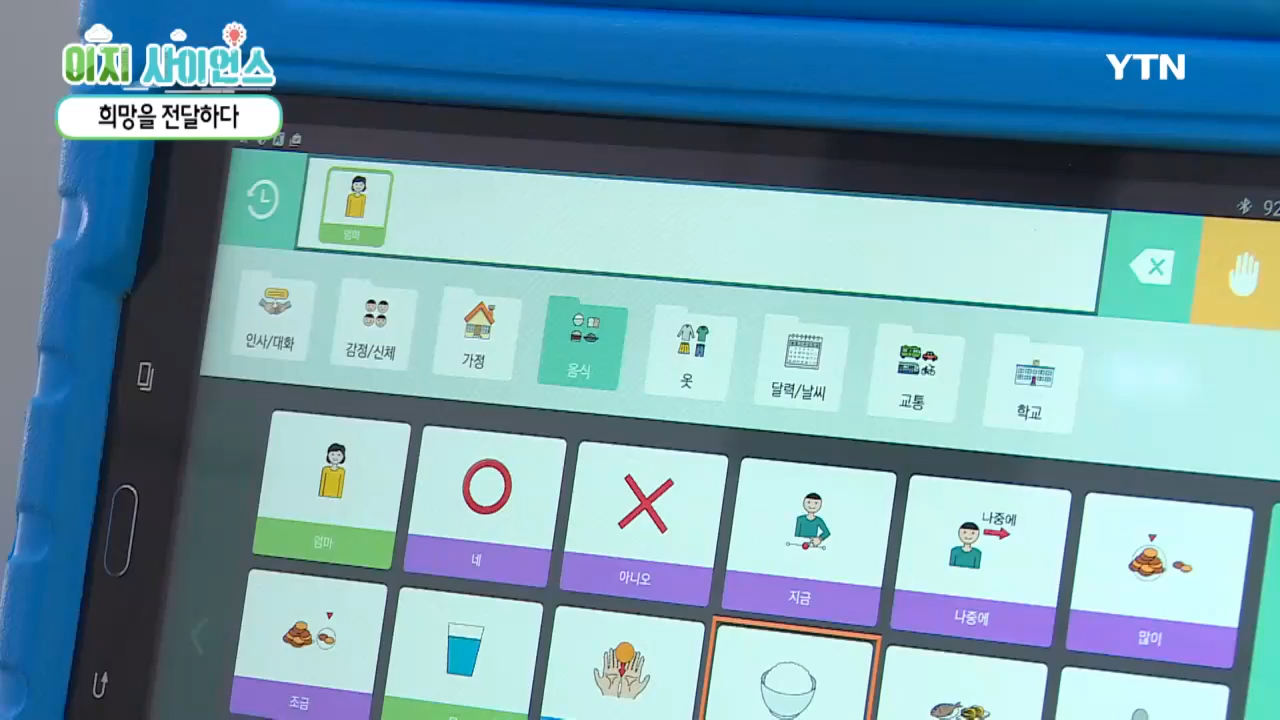 이지 사이언스
YTN
희망을 전달하다
92
엄마
인사/대화
감정/신체
가정
음식
옷
달력/날씨
교통
학교
나중에
엄마
네
아니오
지금
나중에
많이
조금